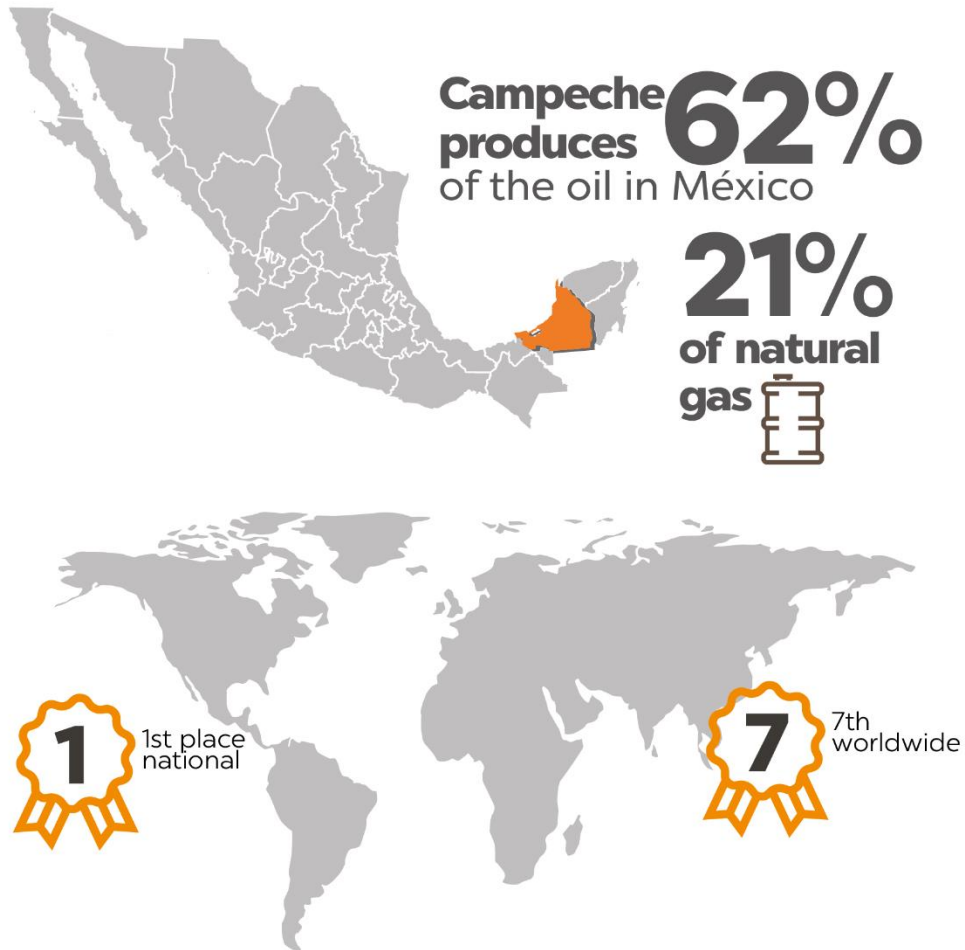 Campeche 62%
produces
of the oil in México
21%
of natural
gas
1
1st place
national
7
7th
worldwide